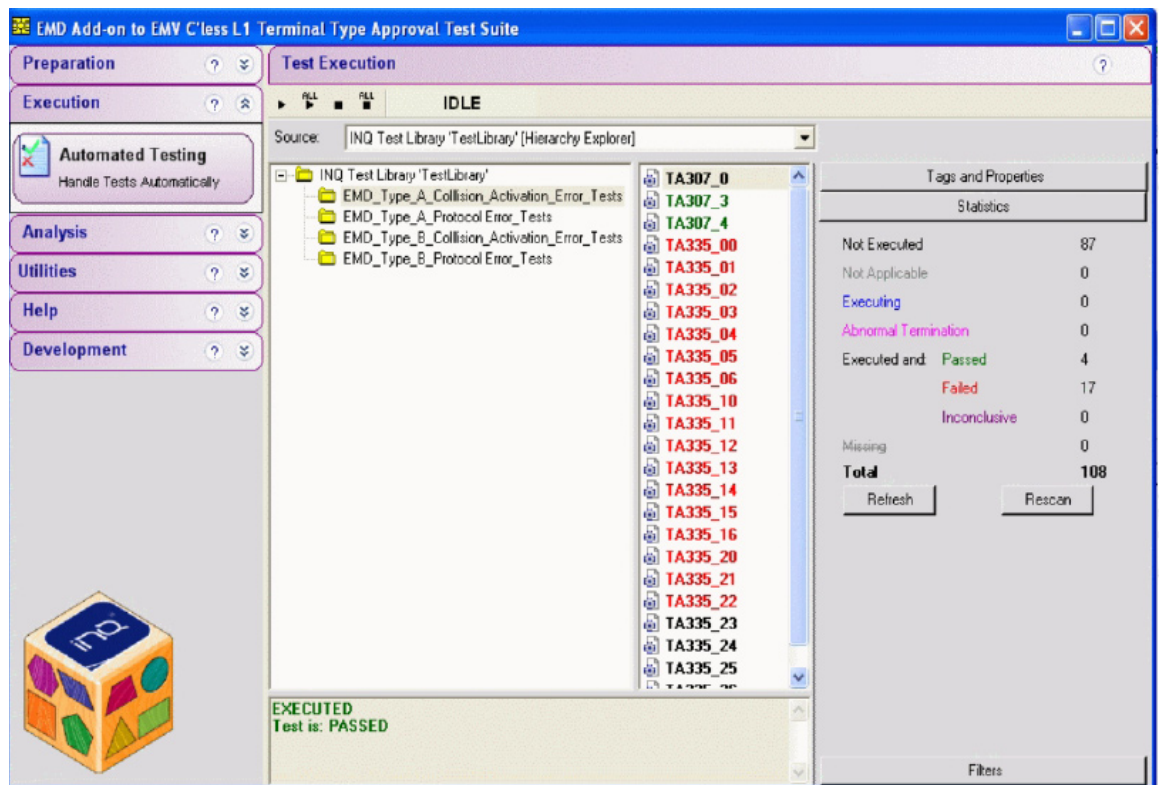 EMD Add-on to EMV C'less L1 Terminal Type Approval Test Suite
Preparation ?
Execution ?
Automated Testing
Handle Tests Automatically
Analysis ?
Utilities ?
Help ?
Development ?
inq
Test Execution ?
ALL ALL IDLE
Source: INQ Test Library 'TestLibrary' [Hierarchy Explorer]
INQ Test Library 'TestLibrary'
EMD_Type_A_Collision_Activation_Error_Tests
EMD_Type_A_Protocol Error_Tests
EMD_Type_B_Collision_Activation_Error_Tests
EMD_Type_B_Protocol Error_Tests
TA307_0
TA307_3
TA307_4
TA335_00
TA335_01
TA335_02
TA335_03
TA335_04
TA335_05
TA335_06
TA335_10
TA335_11
TA335_12
TA335_13
TA335_14
TA335_15
TA335_16
TA335_20
TA335_21
TA335_22
TA335_23
TA335_24
TA335_25
EXECUTED
Test is: PASSED
Tags and Properties
Statistics
Not Executed 87
Not Applicable 0
Executing 0
Abnormal Termination 0
Executed and: Passed 4
Failed 17
Inconclusive 0
Missing 0
Total 108
Refresh Rescan
Filters